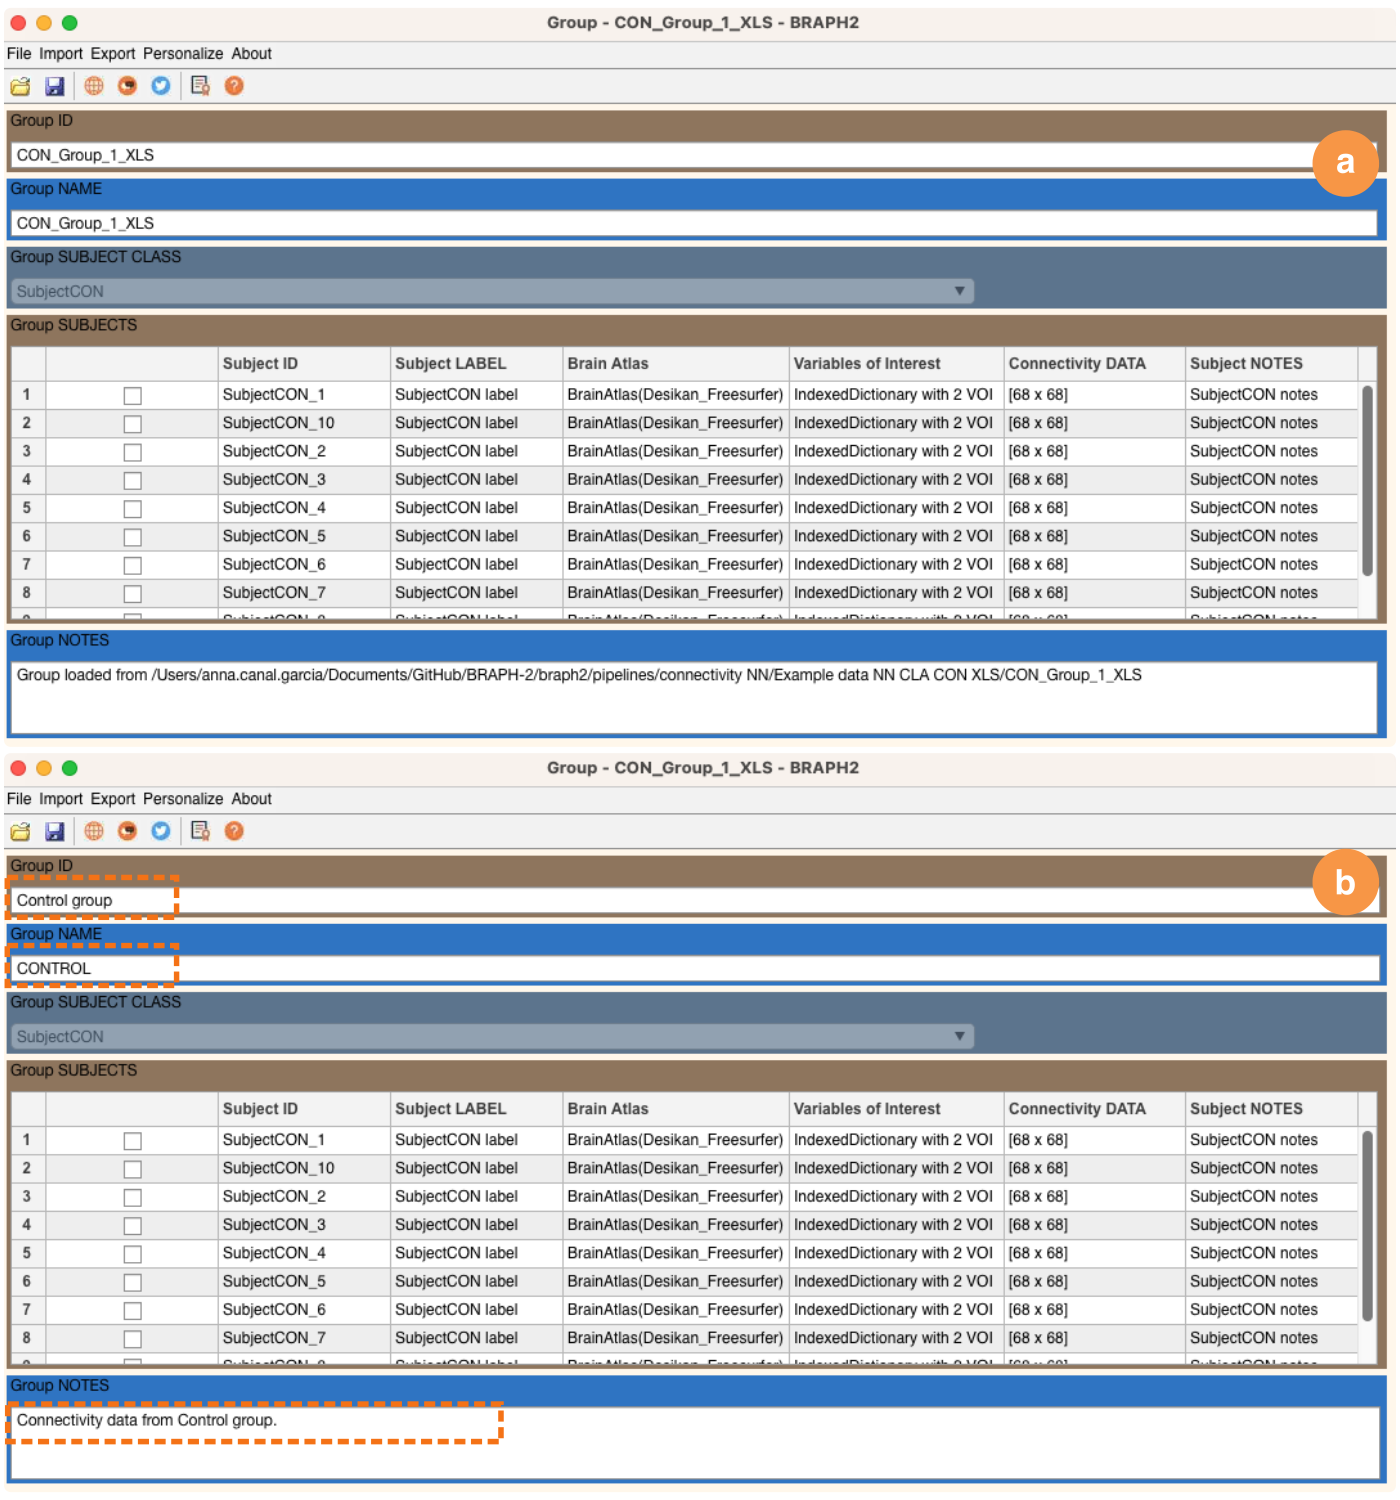 Group - CON_Group_1_XLS - BRAPH2
File Import Export Personalize About
Group ID
CON_Group_1_XLS
a
Group NAME
CON_Group_1_XLS
Group SUBJECT CLASS
SubjectCON
Group SUBJECTS
Subject ID Subject LABEL Brain Atlas Variables of Interest Connectivity DATA Subject NOTES
1 SubjectCON_1 SubjectCON label BrainAtlas(Desikan_Freesurfer) IndexedDictionary with 2 VOI [68 x 68] SubjectCON notes
2 SubjectCON_10 SubjectCON label BrainAtlas(Desikan_Freesurfer) IndexedDictionary with 2 VOI [68 x 68] SubjectCON notes
3 SubjectCON_2 SubjectCON label BrainAtlas(Desikan_Freesurfer) IndexedDictionary with 2 VOI [68 x 68] SubjectCON notes
4 SubjectCON_3 SubjectCON label BrainAtlas(Desikan_Freesurfer) IndexedDictionary with 2 VOI [68 x 68] SubjectCON notes
5 SubjectCON_4 SubjectCON label BrainAtlas(Desikan_Freesurfer) IndexedDictionary with 2 VOI [68 x 68] SubjectCON notes
6 SubjectCON_5 SubjectCON label BrainAtlas(Desikan_Freesurfer) IndexedDictionary with 2 VOI [68 x 68] SubjectCON notes
7 SubjectCON_6 SubjectCON label BrainAtlas(Desikan_Freesurfer) IndexedDictionary with 2 VOI [68 x 68] SubjectCON notes
8 SubjectCON_7 SubjectCON label BrainAtlas(Desikan_Freesurfer) IndexedDictionary with 2 VOI [68 x 68] SubjectCON notes
Group NOTES
Group loaded from /Users/anna.canal.garcia/Documents/GitHub/BRAPH-2/braph2/pipelines/connectivity NN/Example data NN CLA CON XLS/CON_Group_1_XLS
Group - CON_Group_1_XLS - BRAPH2
File Import Export Personalize About
Group ID
Control group
b
Group NAME
CONTROL
Group SUBJECT CLASS
SubjectCON
Group SUBJECTS
Subject ID Subject LABEL Brain Atlas Variables of Interest Connectivity DATA Subject NOTES
1 SubjectCON_1 SubjectCON label BrainAtlas(Desikan_Freesurfer) IndexedDictionary with 2 VOI [68 x 68] SubjectCON notes
2 SubjectCON_10 SubjectCON label BrainAtlas(Desikan_Freesurfer) IndexedDictionary with 2 VOI [68 x 68] SubjectCON notes
3 SubjectCON_2 SubjectCON label BrainAtlas(Desikan_Freesurfer) IndexedDictionary with 2 VOI [68 x 68] SubjectCON notes
4 SubjectCON_3 SubjectCON label BrainAtlas(Desikan_Freesurfer) IndexedDictionary with 2 VOI [68 x 68] SubjectCON notes
5 SubjectCON_4 SubjectCON label BrainAtlas(Desikan_Freesurfer) IndexedDictionary with 2 VOI [68 x 68] SubjectCON notes
6 SubjectCON_5 SubjectCON label BrainAtlas(Desikan_Freesurfer) IndexedDictionary with 2 VOI [68 x 68] SubjectCON notes
7 SubjectCON_6 SubjectCON label BrainAtlas(Desikan_Freesurfer) IndexedDictionary with 2 VOI [68 x 68] SubjectCON notes
8 SubjectCON_7 SubjectCON label BrainAtlas(Desikan_Freesurfer) IndexedDictionary with 2 VOI [68 x 68] SubjectCON notes
Group NOTES
Connectivity data from Control group.